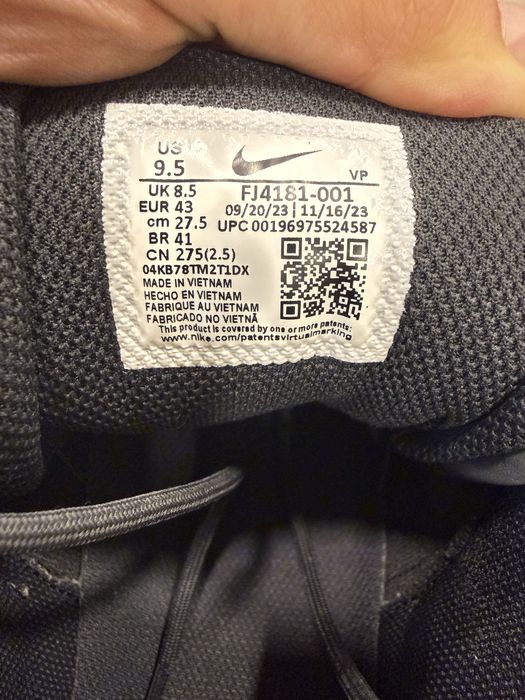 US
9.5
VP
UK 8.5
FJ4181-001
EUR 43
09/20/23 | 11/16/23
cm 27.5
UPC 00196975524587
BR 41
CN 275(2.5)
04KB78TM2T1DX
MADE IN VIETNAM
HECHO EN VIETNAM
FABRIQUE AU VIETNAM
FABRICADO NO VIETNÃ
This product is covered by one or more patents:
www.nike.com/patentsvirtualmarking